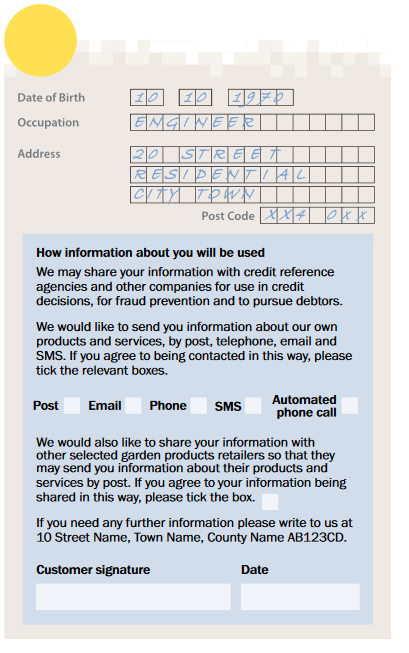 Date of Birth 10 10 1970
Occupation ENGINEER
Address 20 STREET
RESIDENTIAL
CITY TOWN
Post Code XX4 0XX
How information about you will be used
We may share your information with credit reference
agencies and other companies for use in credit
decisions, for fraud prevention and to pursue debtors.
We would like to send you information about our own
products and services, by post, telephone, email and
SMS. If you agree to being contacted in this way, please
tick the relevant boxes.
Post Email Phone SMS Automated
phone call
We would also like to share your information with
other selected garden products retailers so that they
may send you information about their products and
services by post. If you agree to your information being
shared in this way, please tick the box.
If you need any further information please write to us at
10 Street Name, Town Name, County Name AB123CD.
Customer signature Date